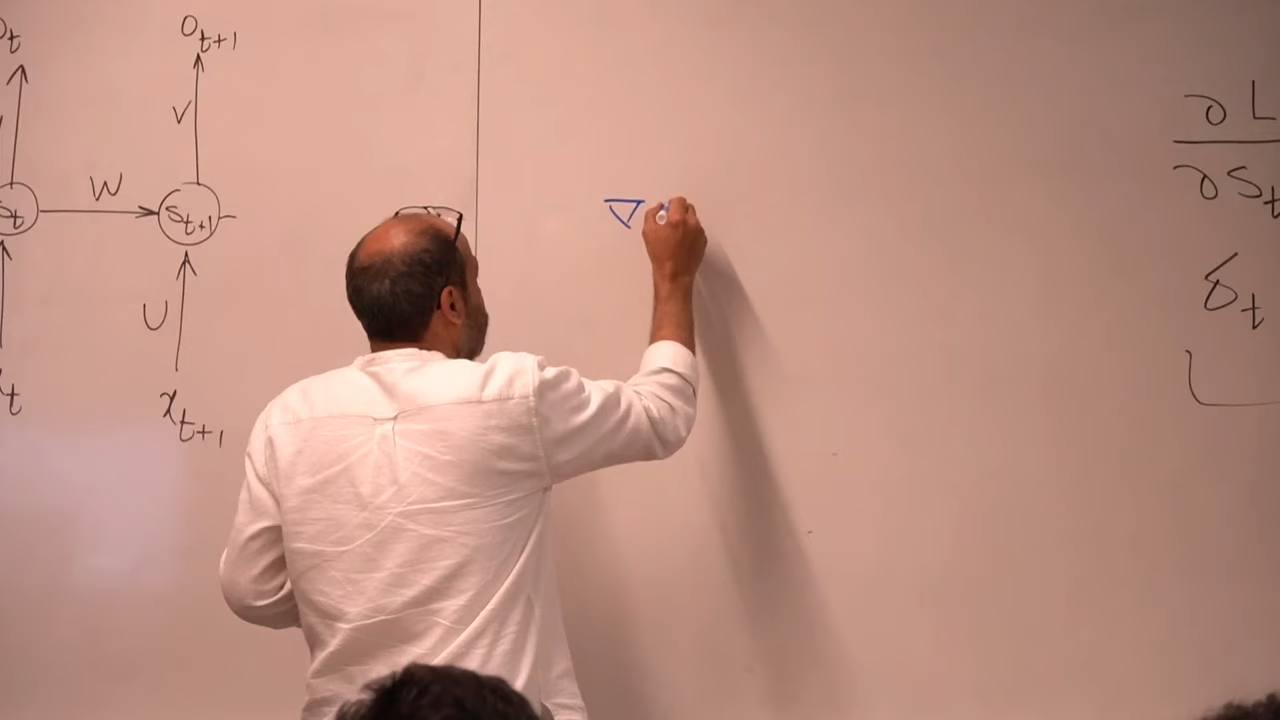 o_t
o_{t+1}
V
W
s_t
s_{t+1}
U
x_t
x_{t+1}
∇
∂L
∂s_t
δ_t